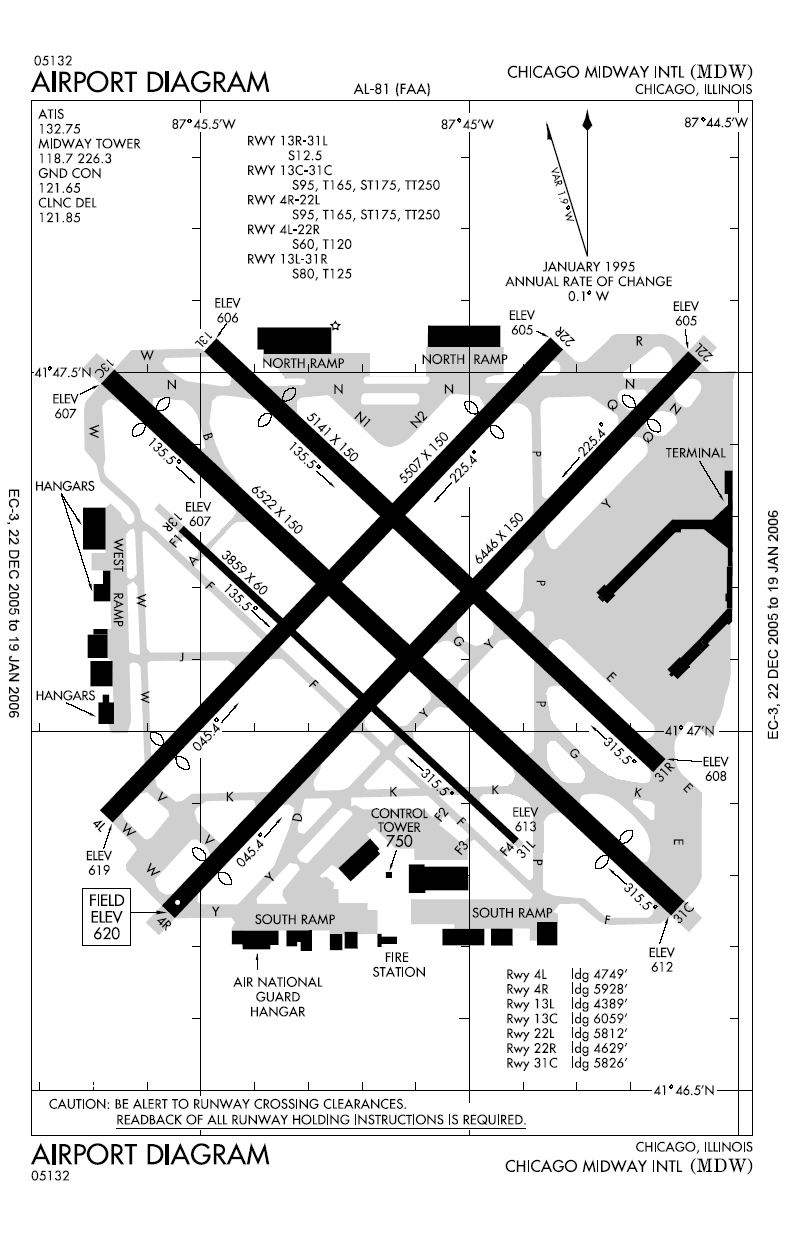 05132
AIRPORT DIAGRAM
AL-81 (FAA)
CHICAGO MIDWAY INTL (MDW)
CHICAGO, ILLINOIS
ATIS
132.75
MIDWAY TOWER
118.7 226.3
GND CON
121.65
CLNC DEL
121.85
87°45.5'W
87°45'W
87°44.5'W
RWY 13R-31L
S12.5
RWY 13C-31C
S95, T165, ST175, TT250
RWY 4R-22L
S95, T165, ST175, TT250
RWY 4L-22R
S60, T120
RWY 13L-31R
S80, T125
VAR 1.9° W
JANUARY 1995
ANNUAL RATE OF CHANGE
0.1° W
ELEV
606
ELEV
605
ELEV
605
13L
22R
22L
R
W
NORTH RAMP
NORTH RAMP
41°47.5'N
13C
N
N
N
N
N
Q
Q
ELEV
607
W
B
N1
N2
5141 X 150
135.5°
135.5°
5507 X 150
225.4°
225.4°
P
TERMINAL
HANGARS
ELEV
607
13R
F1
6522 X 150
6446 X 150
Y
WEST
RAMP
A
F
3859 X 60
135.5°
P
W
G
Y
J
F
E
P
HANGARS
W
045.4°
Y
41°47'N
315.5°
ELEV
608
31R
G
315.5°
E
V
K
K
K
K
4L
W
V
D
F2
F
F3
F4
31L
ELEV
613
CONTROL
TOWER
750
ELEV
619
W
045.4°
Y
P
E
315.5°
FIELD
ELEV
620
4R
Y
SOUTH RAMP
SOUTH RAMP
F
31C
ELEV
612
FIRE
STATION
AIR NATIONAL
GUARD
HANGAR
Rwy 4L ldg 4749'
Rwy 4R ldg 5928'
Rwy 13L ldg 4389'
Rwy 13C ldg 6059'
Rwy 22L ldg 5812'
Rwy 22R ldg 4629'
Rwy 31C ldg 5826'
41°46.5'N
CAUTION: BE ALERT TO RUNWAY CROSSING CLEARANCES.
READBACK OF ALL RUNWAY HOLDING INSTRUCTIONS IS REQUIRED.
AIRPORT DIAGRAM
05132
CHICAGO, ILLINOIS
CHICAGO MIDWAY INTL (MDW)
EC-3, 22 DEC 2005 to 19 JAN 2006
EC-3, 22 DEC 2005 to 19 JAN 2006